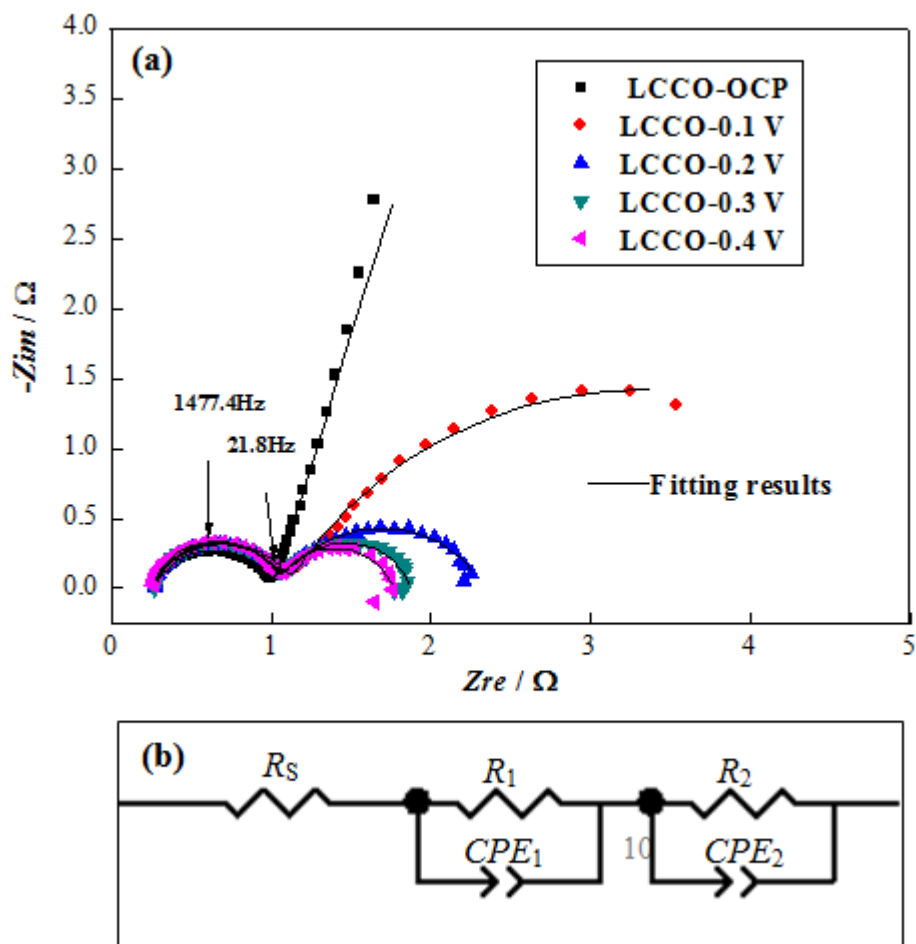 (a)
4.0
3.5
3.0
2.5
2.0
1.5
1.0
0.5
0.0
-Zim / Ω
LCCO-OCP
LCCO-0.1 V
LCCO-0.2 V
LCCO-0.3 V
LCCO-0.4 V
1477.4Hz
21.8Hz
Fitting results
0 1 2 3 4 5
Zre / Ω
(b)
RS R1 R2
CPE1 10 CPE2